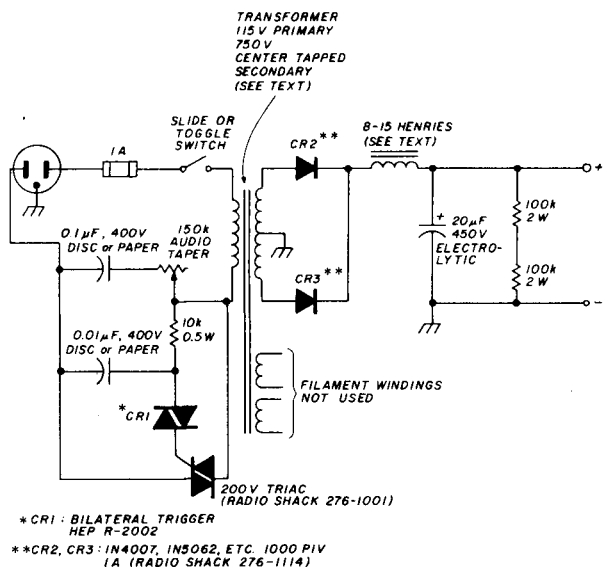 TRANSFORMER
115V PRIMARY
750V
CENTER TAPPED
SECONDARY
(SEE TEXT)
SLIDE OR
TOGGLE
SWITCH
1A
CR2**
8-15 HENRIES
(SEE TEXT)
+
0.1µF, 400V
DISC or PAPER
150k
AUDIO
TAPER
+
20µF
450V
ELECTRO-
LYTIC
100k
2W
100k
2W
CR3**
-
0.01µF, 400V
DISC or PAPER
10k
0.5W
*CR1
FILAMENT WINDINGS
NOT USED
200V TRIAC
(RADIO SHACK 276-1001)
*CR1: BILATERAL TRIGGER
HEP R-2002
**CR2, CR3: 1N4007, 1N5062, ETC. 1000 PIV
1A (RADIO SHACK 276-1114)